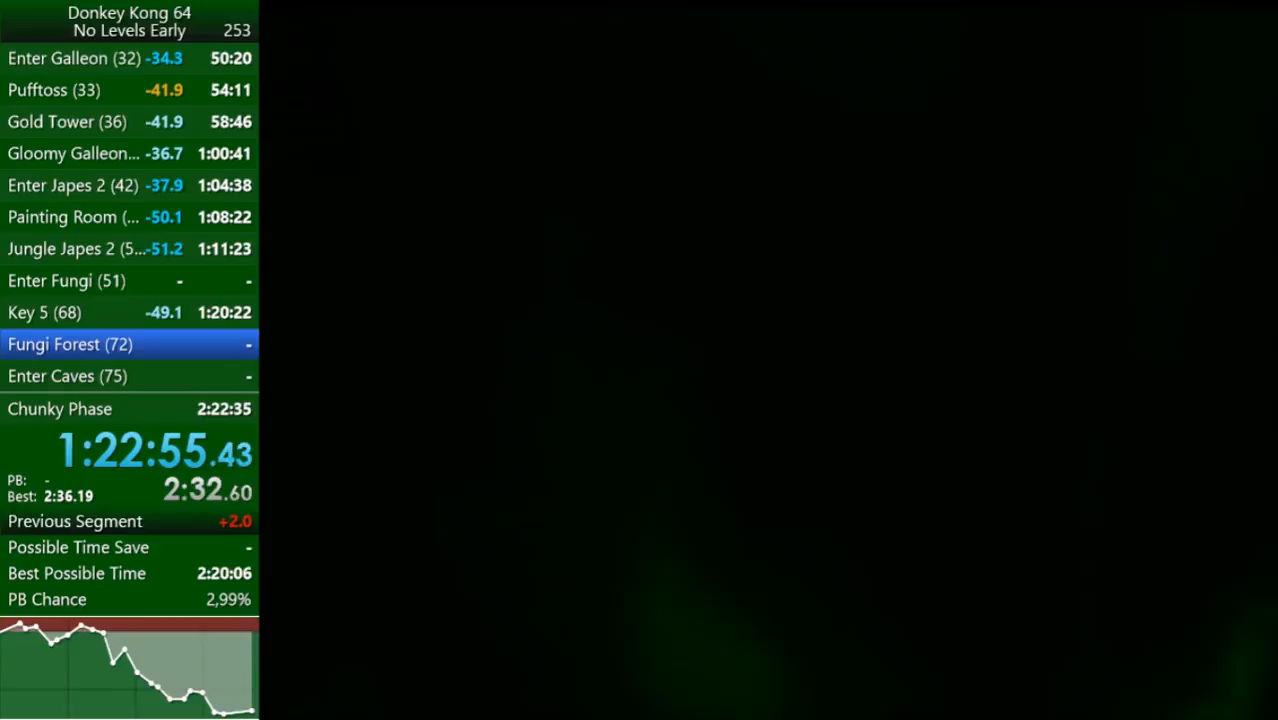 Donkey Kong 64
No Levels Early 253
Enter Galleon (32) -34.3 50:20
Pufftoss (33) -41.9 54:11
Gold Tower (36) -41.9 58:46
Gloomy Galleon... -36.7 1:00:41
Enter Japes 2 (42) -37.9 1:04:38
Painting Room (... -50.1 1:08:22
Jungle Japes 2 (5... -51.2 1:11:23
Enter Fungi (51) - -
Key 5 (68) -49.1 1:20:22
Fungi Forest (72) -
Enter Caves (75) -
Chunky Phase 2:22:35
1:22:55.43
PB: -
Best: 2:36.19 2:32.60
Previous Segment +2.0
Possible Time Save -
Best Possible Time 2:20:06
PB Chance 2,99%